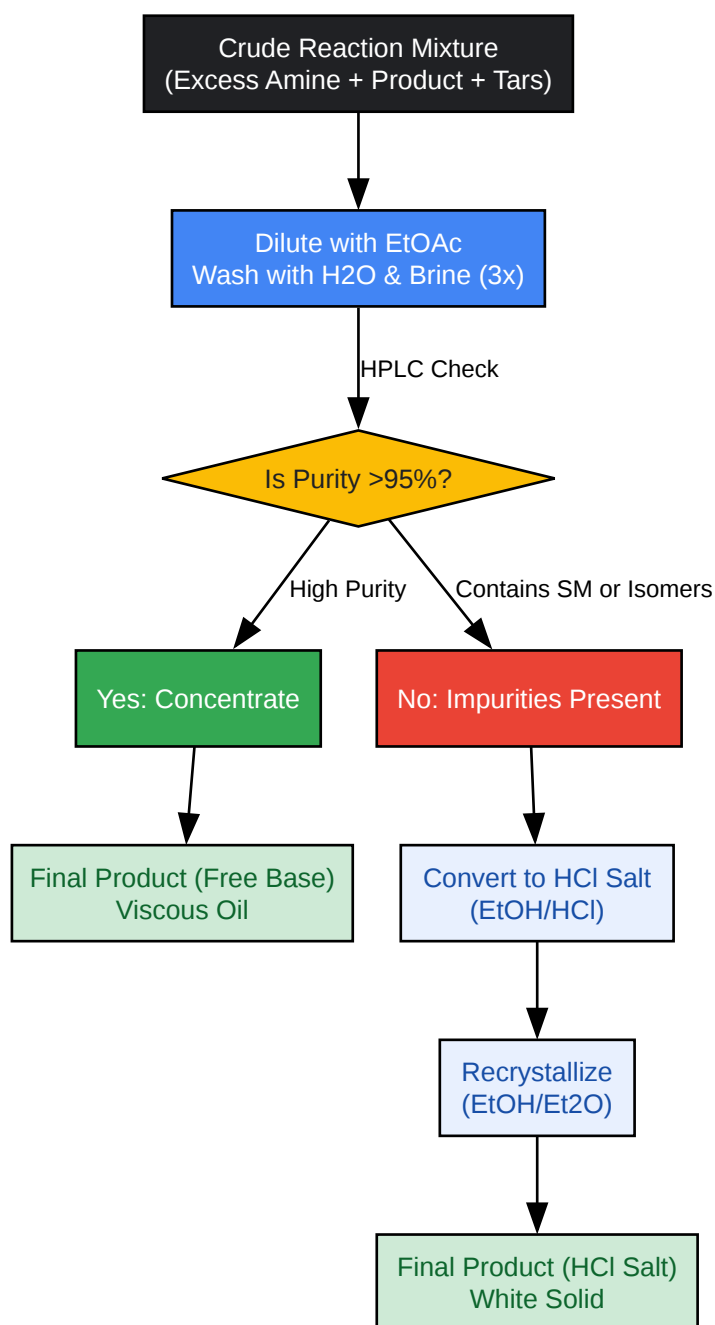 Crude Reaction Mixture
(Excess Amine + Product + Tars)
Dilute with EtOAc
Wash with H2O & Brine (3x)
HPLC Check
Is Purity >95%?
High Purity
Contains SM or Isomers
Yes: Concentrate
No: Impurities Present
Final Product (Free Base)
Viscous Oil
Convert to HCl Salt
(EtOH/HCl)
Recrystallize
(EtOH/Et2O)
Final Product (HCl Salt)
White Solid